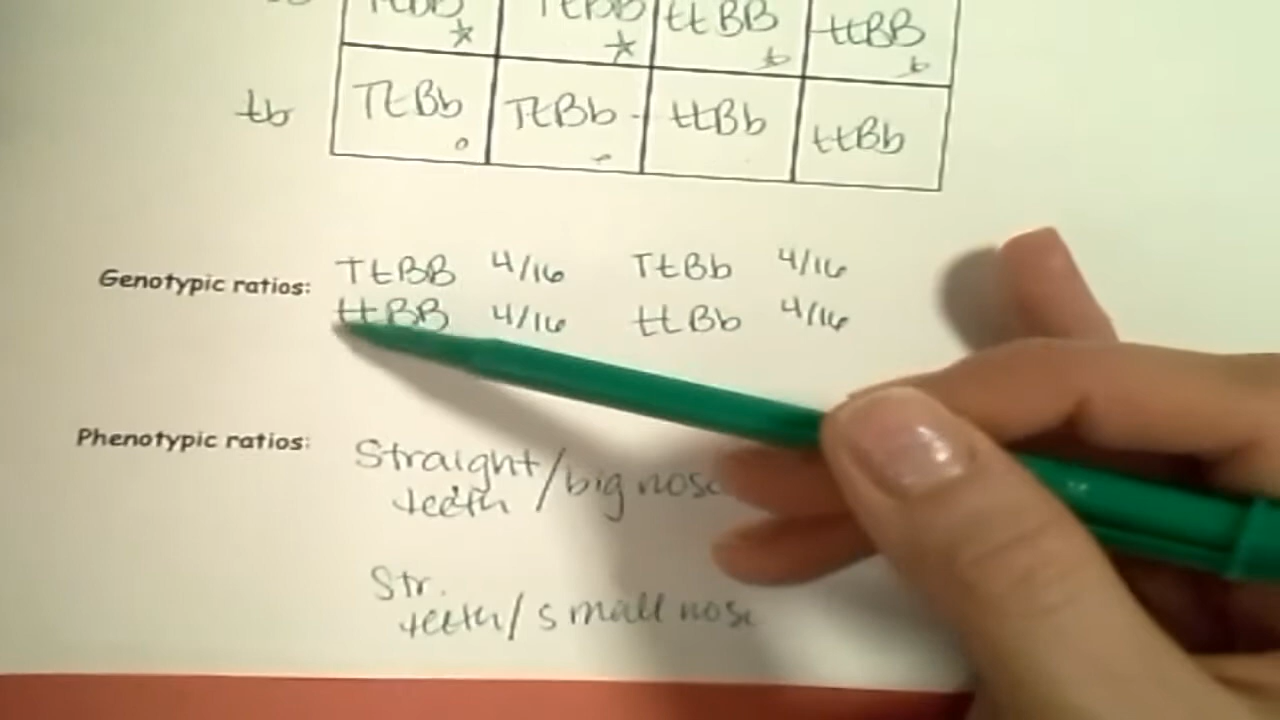 TtBB TtBB ttBB ttBB
tb TtBb TtBb ttBb ttBb
Genotypic ratios: TtBB 4/16 TtBb 4/16
ttBB 4/16 ttBb 4/16
Phenotypic ratios: Straight/big nose
teeth
Str.
teeth/small nose